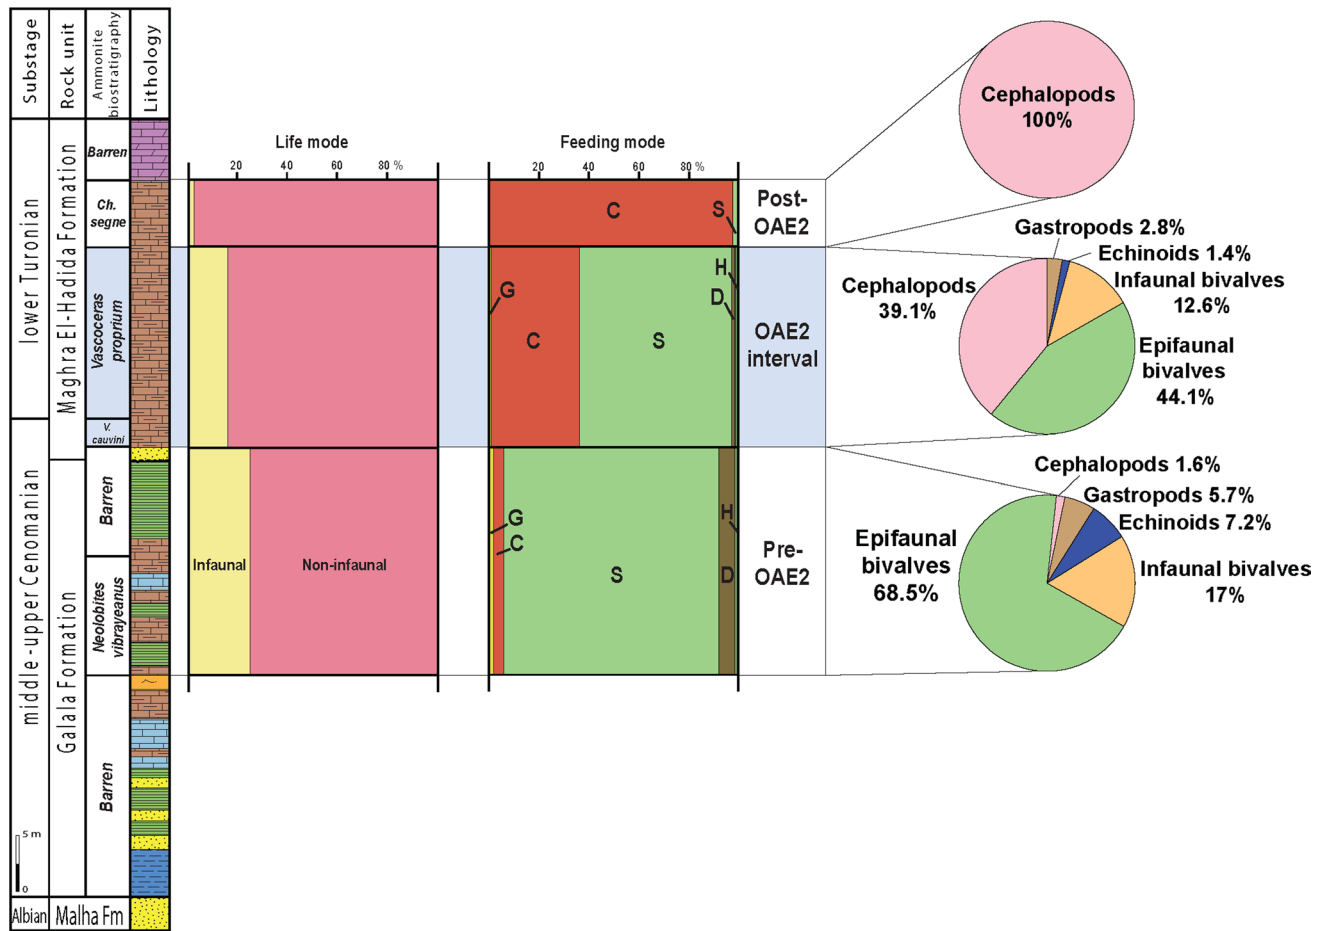 Substage
Rock unit
Ammonite
biostratigraphy
Lithology
lower Turonian
middle-upper Cenomanian
Albian
Maghra El-Hadida Formation
Galala Formation
Malha Fm
Barren
Ch.
segne
Vascoceras
proprium
V.
cauvini
Barren
Neolobites
vibrayeanus
Barren
5 m
0
Life mode
20 40 60 80 %
Infaunal
Non-infaunal
Feeding mode
20 40 60 80 %
C
S
G
C
S
H
D
G
C
S
H
D
Post-
OAE2
OAE2
interval
Pre-
OAE2
Cephalopods
100%
Gastropods 2.8%
Echinoids 1.4%
Infaunal bivalves
12.6%
Cephalopods
39.1%
Epifaunal
bivalves
44.1%
Cephalopods 1.6%
Gastropods 5.7%
Echinoids 7.2%
Epifaunal
bivalves
68.5%
Infaunal bivalves
17%